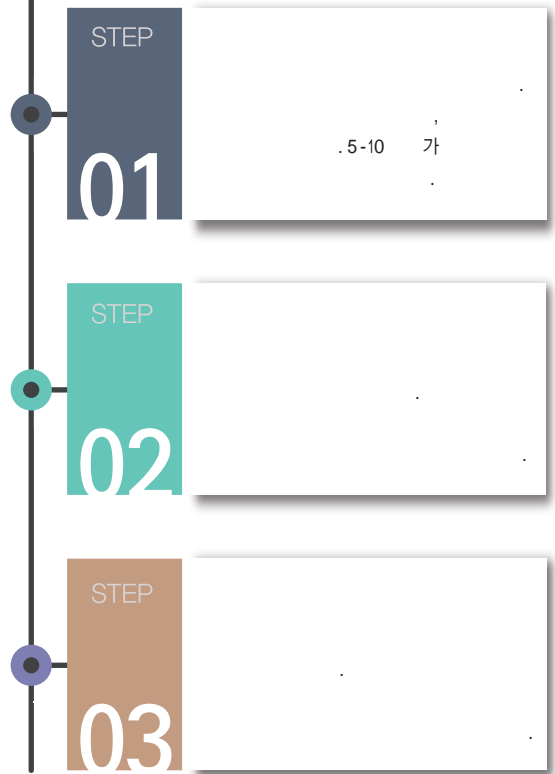 STEP
01
.
,
. 5-10 가
.
STEP
02
.
.
STEP
03
.
.